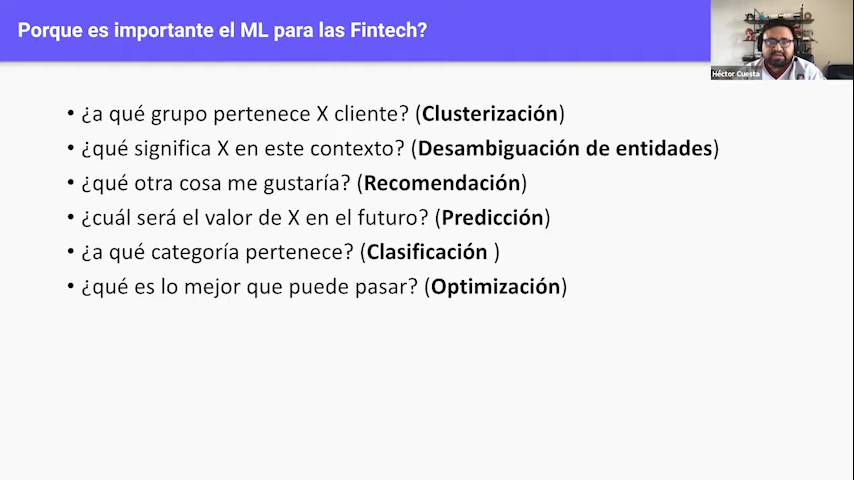 Porque es importante el ML para las Fintech?
Héctor Cuesta
• ¿a qué grupo pertenece X cliente? (Clusterización)
• ¿qué significa X en este contexto? (Desambiguación de entidades)
• ¿qué otra cosa me gustaría? (Recomendación)
• ¿cuál será el valor de X en el futuro? (Predicción)
• ¿a qué categoría pertenece? (Clasificación )
• ¿qué es lo mejor que puede pasar? (Optimización)